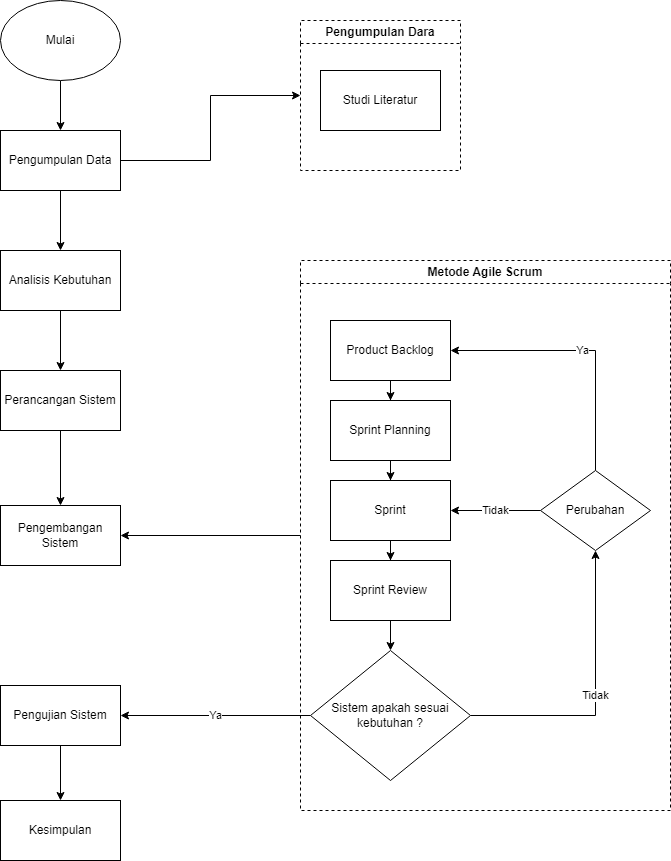 Mulai
Pengumpulan Dara
Studi Literatur
Pengumpulan Data
Analisis Kebutuhan
Metode Agile Scrum
Product Backlog
Ya
Perancangan Sistem
Sprint Planning
Sprint
Tidak
Perubahan
Pengembangan
Sistem
Sprint Review
Tidak
Sistem apakah sesuai
kebutuhan ?
Ya
Pengujian Sistem
Kesimpulan